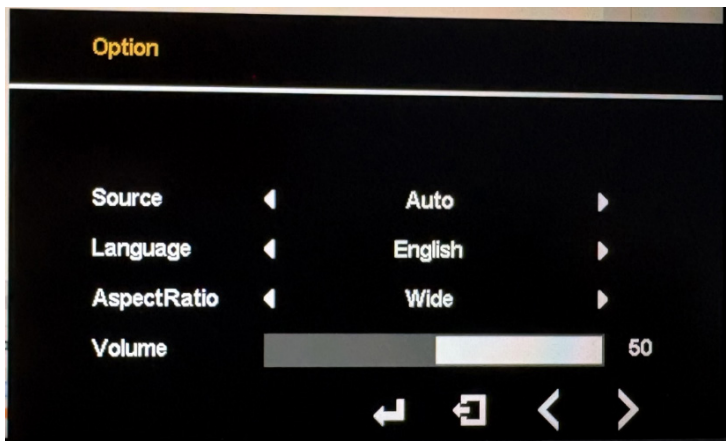 Option
Source Auto
Language English
AspectRatio Wide
Volume 50